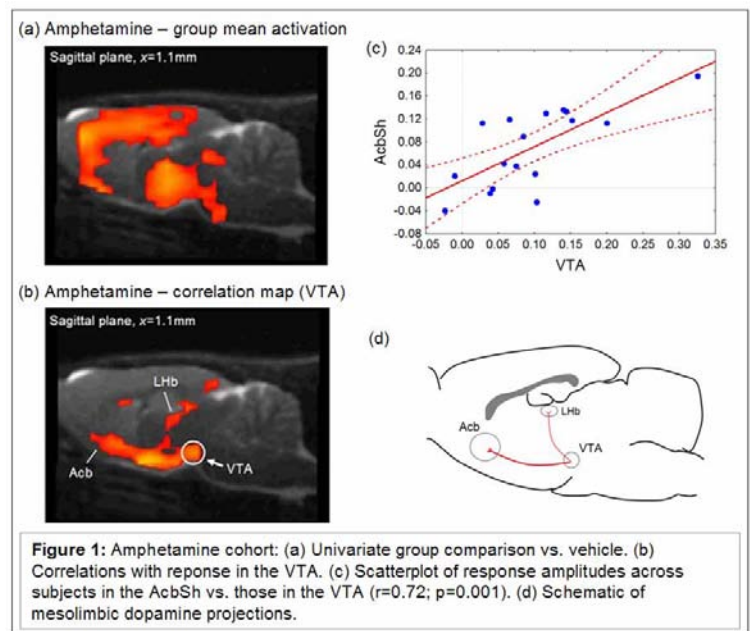 (a) Amphetamine – group mean activation
Sagittal plane, x=1.1mm
(c)
0.24
0.20
0.16
0.12
0.08
0.04
0.00
-0.04
-0.08
AcbSh
-0.05 0.00 0.05 0.10 0.15 0.20 0.25 0.30 0.35
VTA
(b) Amphetamine – correlation map (VTA)
Sagittal plane, x=1.1mm
LHb
Acb
VTA
(d)
LHb
Acb
VTA
Figure 1: Amphetamine cohort: (a) Univariate group comparison vs. vehicle. (b)
Correlations with reponse in the VTA. (c) Scatterplot of response amplitudes across
subjects in the AcbSh vs. those in the VTA (r=0.72; p=0.001). (d) Schematic of
mesolimbic dopamine projections.